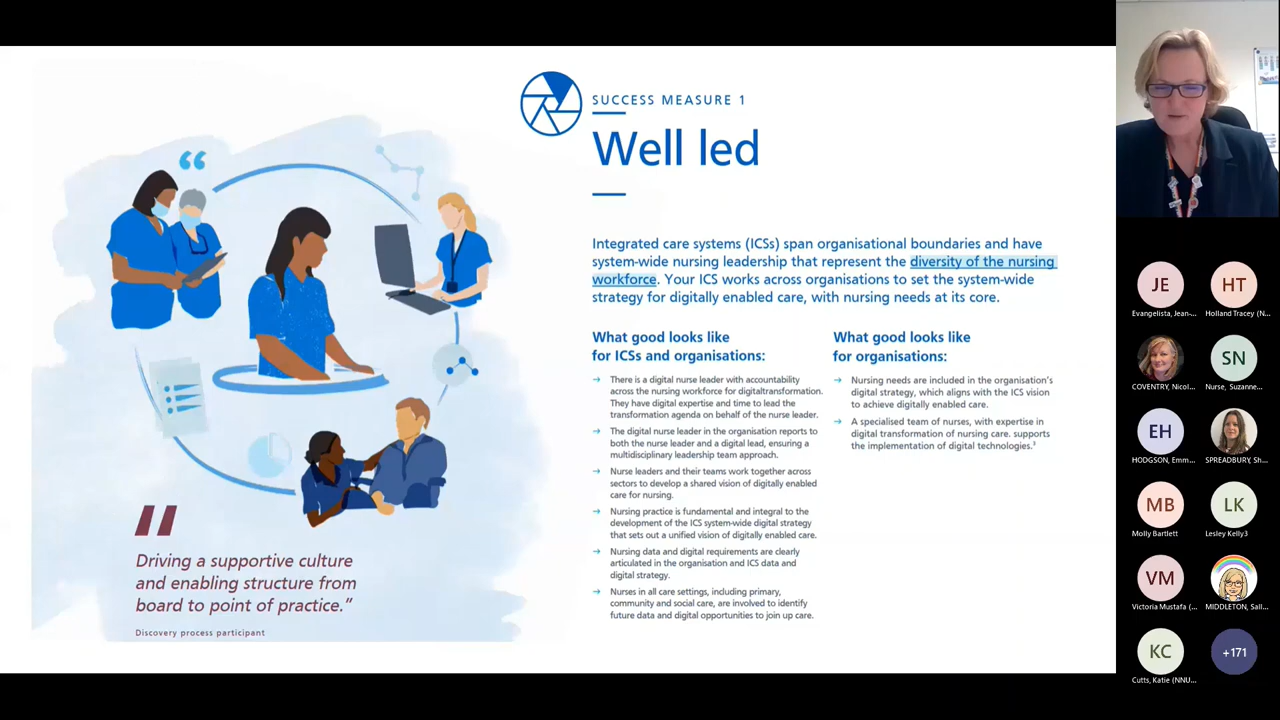 SUCCESS MEASURE 1
Well led
Integrated care systems (ICSs) span organisational boundaries and have
system-wide nursing leadership that represent the diversity of the nursing
workforce. Your ICS works across organisations to set the system-wide
strategy for digitally enabled care, with nursing needs at its core.
What good looks like
for ICSs and organisations:
→ There is a digital nurse leader with accountability
across the nursing workforce for digitaltransformation.
They have digital expertise and time to lead the
transformation agenda on behalf of the nurse leader.
→ The digital nurse leader in the organisation reports to
both the nurse leader and a digital lead, ensuring a
multidisciplinary leadership team approach.
→ Nurse leaders and their teams work together across
sectors to develop a shared vision of digitally enabled
care for nursing.
→ Nursing practice is fundamental and integral to the
development of the ICS system-wide digital strategy
that sets out a unified vision of digitally enabled care.
→ Nursing data and digital requirements are clearly
articulated in the organisation and ICS data and
digital strategy.
→ Nurses in all care settings, including primary,
community and social care, are involved to identify
future data and digital opportunities to join up care.
What good looks like
for organisations:
→ Nursing needs are included in the organisation's
digital strategy, which aligns with the ICS vision
to achieve digitally enabled care.
→ A specialised team of nurses, with expertise in
digital transformation of nursing care. supports
the implementation of digital technologies.³
“
"
Driving a supportive culture
and enabling structure from
board to point of practice.”
Discovery process participant
JE
Evangelista, Jean-...
HT
Holland Tracey (N...
COVENTRY, Nicol...
SN
Nurse, Suzanne...
EH
HODGSON, Emm...
SPREADBURY, Sh...
MB
Molly Bartlett
LK
Lesley Kelly3
VM
Victoria Mustafa (...
MIDDLETON, Sall...
KC
Cutts, Katie (NNU...
+171